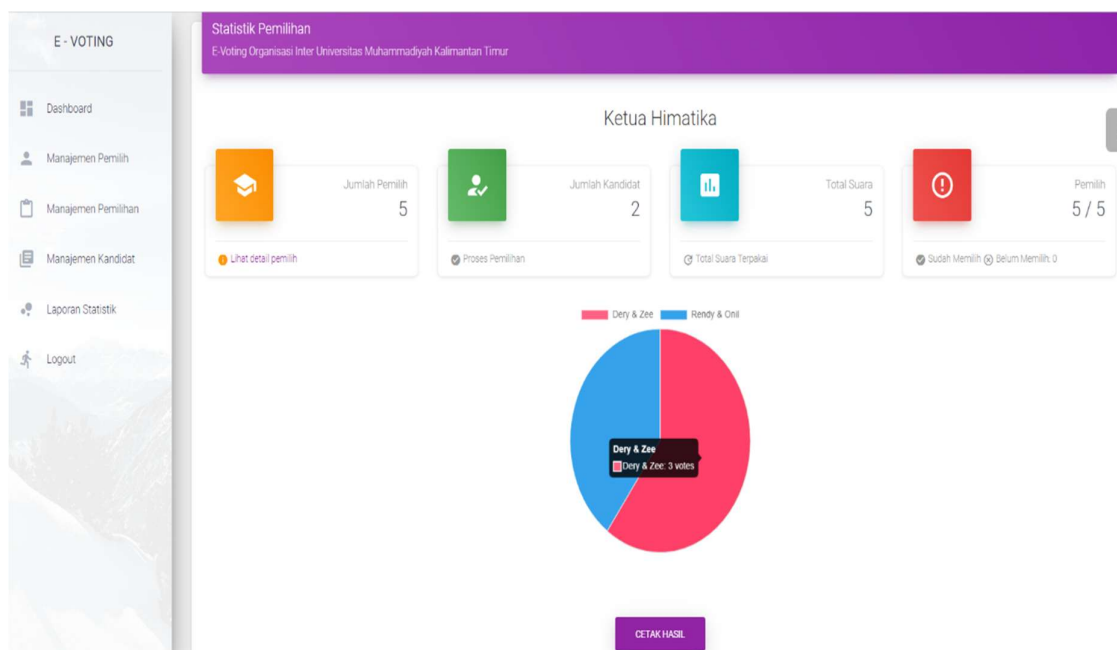 E - VOTING
Dashboard
Manajemen Pemilih
Manajemen Pemilihan
Manajemen Kandidat
Laporan Statistik
Logout
Statistik Pemilihan
E-Voting Organisasi Inter Universitas Muhammadiyah Kalimantan Timur
Ketua Himatika
Jumlah Pemilih
5
Lihat detail pemilih
Jumlah Kandidat
2
Proses Pemilihan
Total Suara
5
Total Suara Terpakai
Pemilih
5 / 5
Sudah Memilih Belum Memilih: 0
Dery & Zee Rendy & Onil
Dery & Zee
Dery & Zee: 3 votes
CETAK HASIL